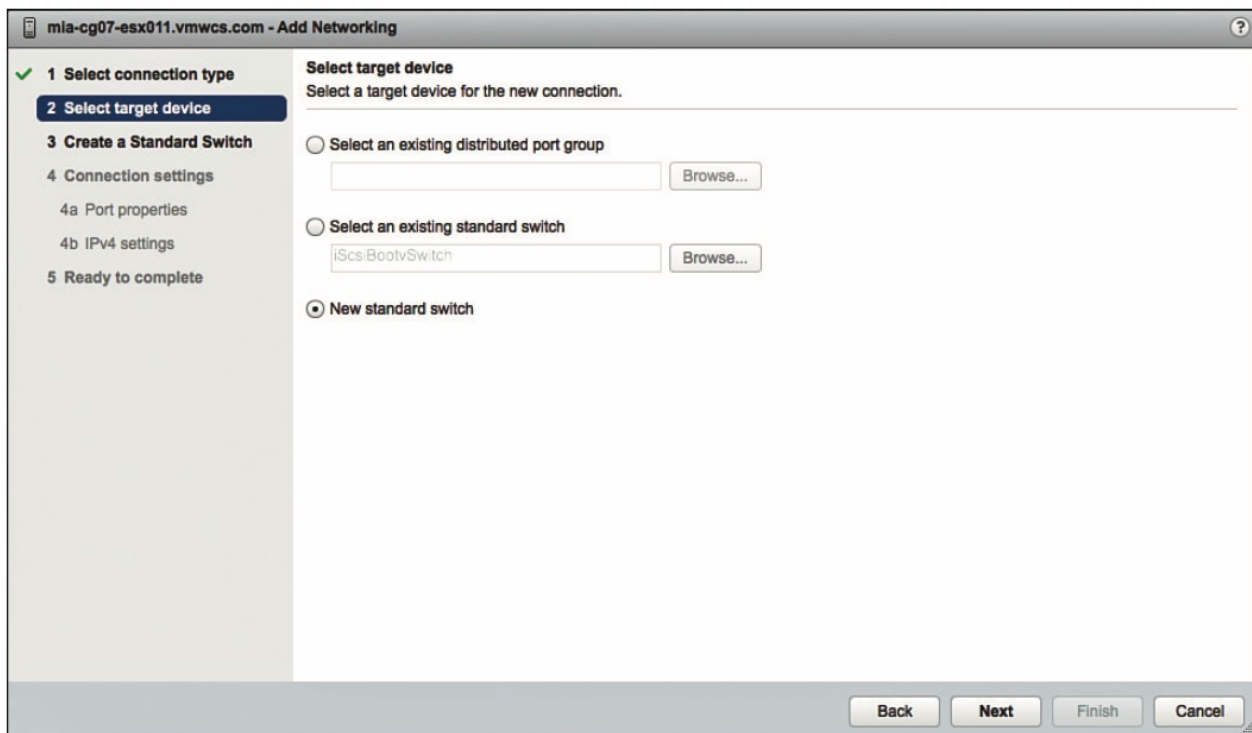 mia-cg07-esx011.vmwcs.com - Add Networking
?
1 Select connection type
2 Select target device
3 Create a Standard Switch
4 Connection settings
4a Port properties
4b IPv4 settings
5 Ready to complete
Select target device
Select a target device for the new connection.
Select an existing distributed port group
Browse...
Select an existing standard switch
iScsiBootvSwitch
Browse...
New standard switch
Back
Next
Finish
Cancel